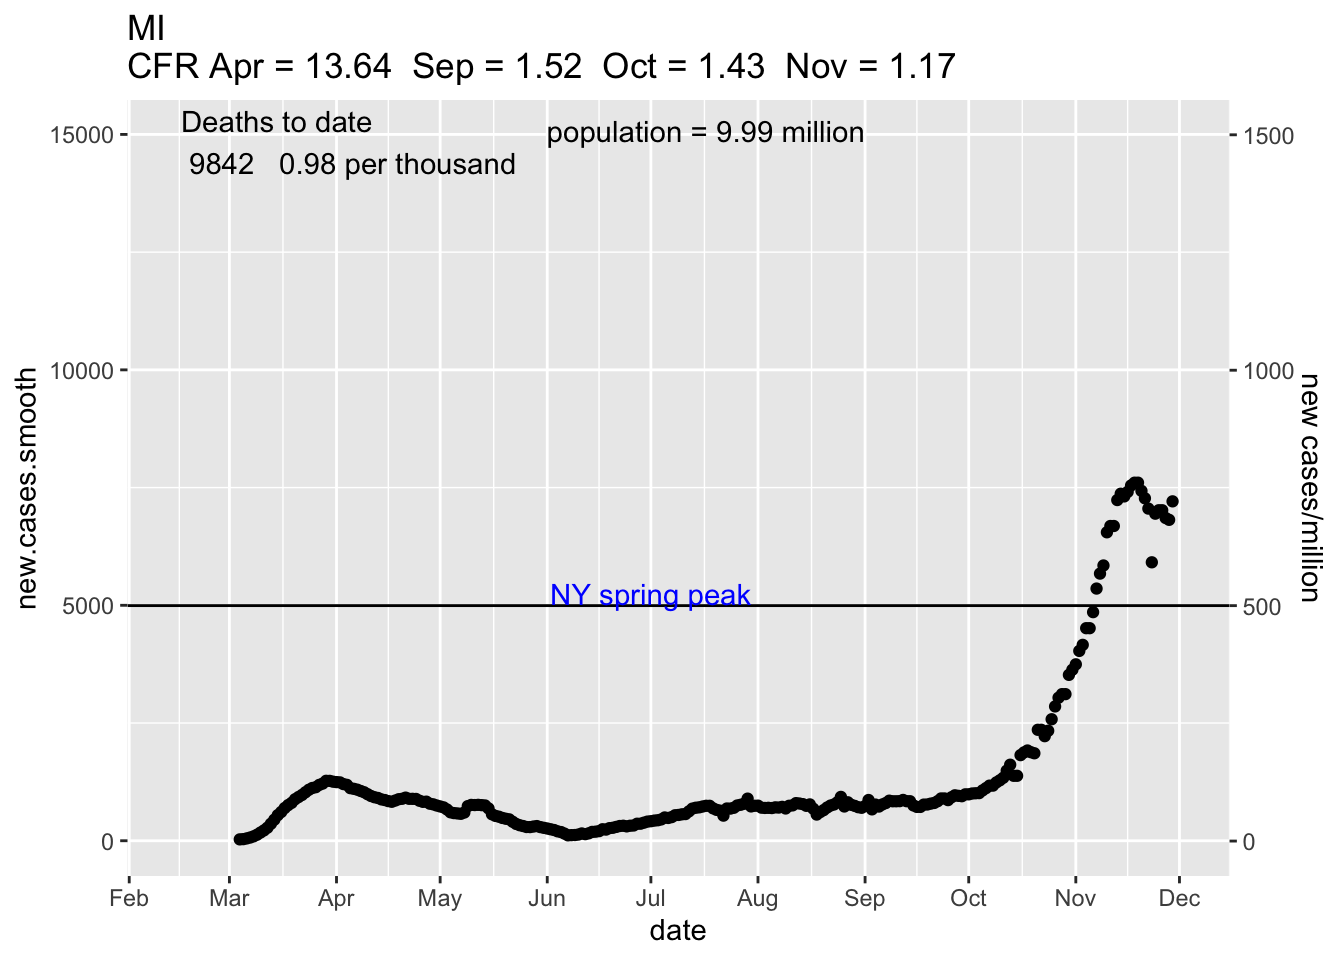 MI
CFR Apr = 13.64 Sep = 1.52 Oct = 1.43 Nov = 1.17
Deaths to date
9842 0.98 per thousand
population = 9.99 million
15000
10000
5000
0
new.cases.smooth
NY spring peak
1500
1000
500
0
new cases/million
Feb Mar Apr May Jun Jul Aug Sep Oct Nov Dec
date